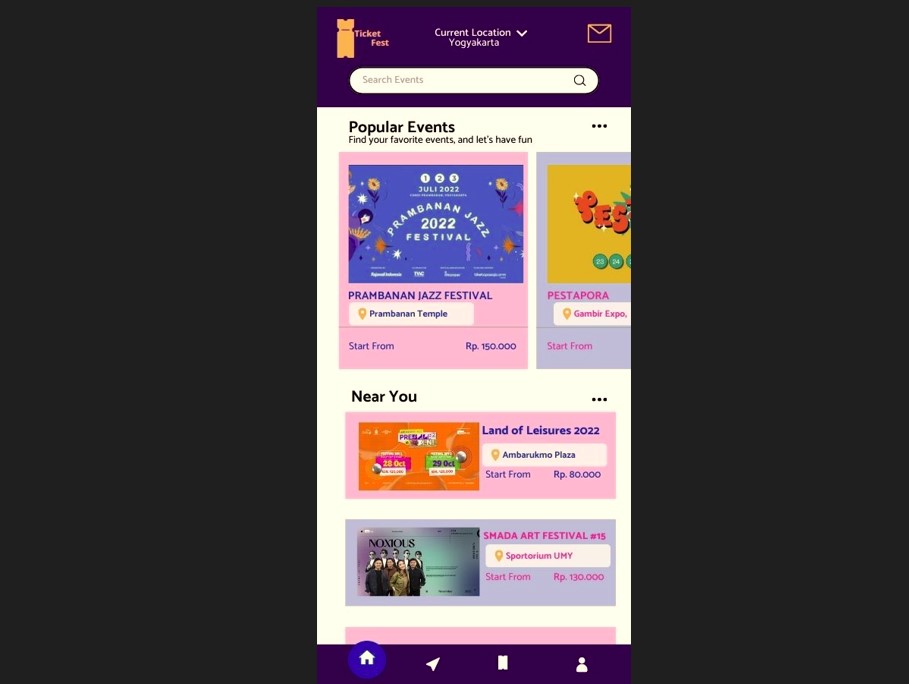 Ticket
Fest
Current Location
Yogyakarta
Search Events
Popular Events
Find your favorite events, and let's have fun
1 2 3
JULI 2022
PRAMBANAN JAZZ
2022
FESTIVAL
PRAMBANAN JAZZ FESTIVAL
Prambanan Temple
Start From Rp. 150.000
PESTAPORA
Gambir Expo,
Start From
23 24
Near You
28 Oct
29 Oct
Land of Leisures 2022
Ambarukmo Plaza
Start From Rp. 80.000
NOXIOUS
SMADA ART FESTIVAL #15
Sportorium UMY
Start From Rp. 130.000